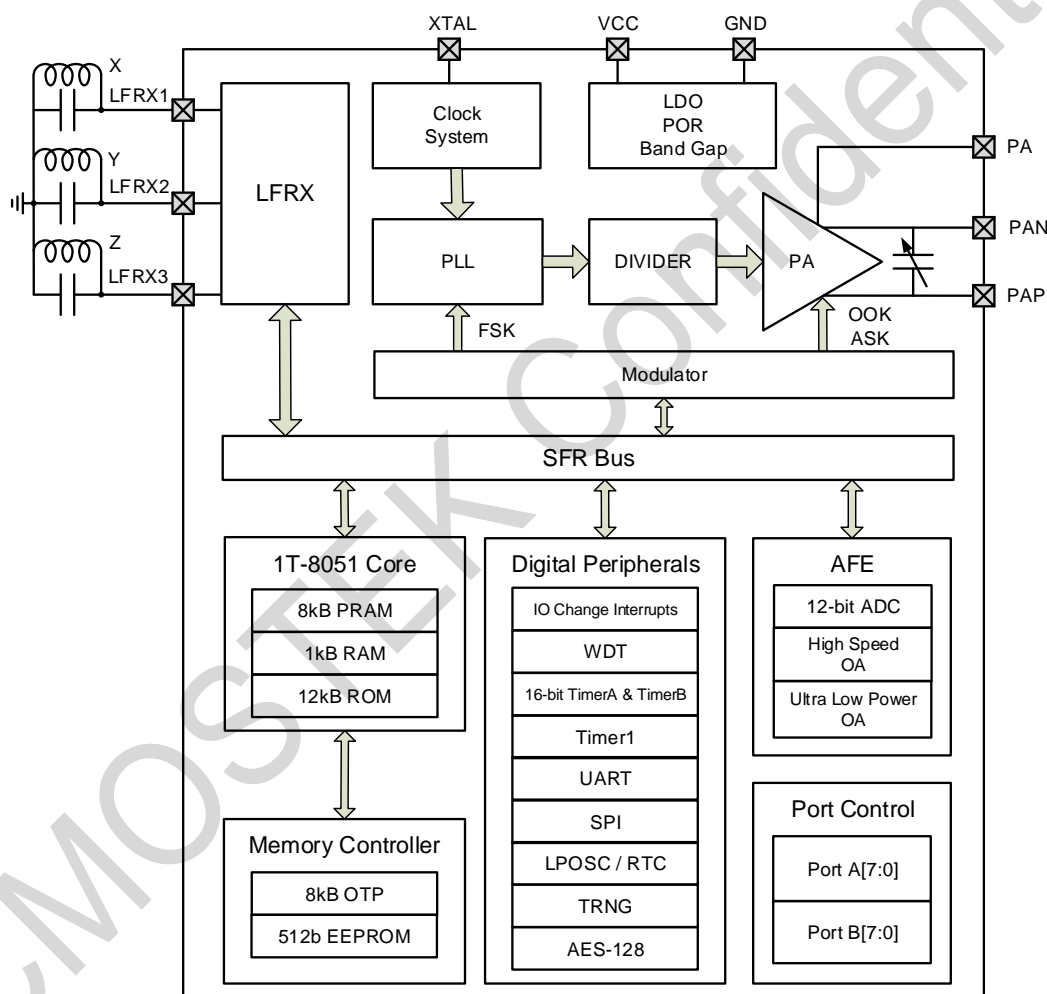 XTAL
VCC
GND
X
LFRX1
Y
LFRX2
Z
LFRX3
LFRX
Clock
System
LDO
POR
Band Gap
PA
PAN
PAP
PLL
DIVIDER
PA
FSK
OOK
ASK
Modulator
SFR Bus
1T-8051 Core
8kB PRAM
1kB RAM
12kB ROM
Digital Peripherals
IO Change Interrupts
WDT
16-bit TimerA & TimerB
Timer1
UART
SPI
LPOSC / RTC
TRNG
AES-128
AFE
12-bit ADC
High Speed
OA
Ultra Low Power
OA
Memory Controller
8kB OTP
512b EEPROM
Port Control
Port A[7:0]
Port B[7:0]
CMOSTEK Confident